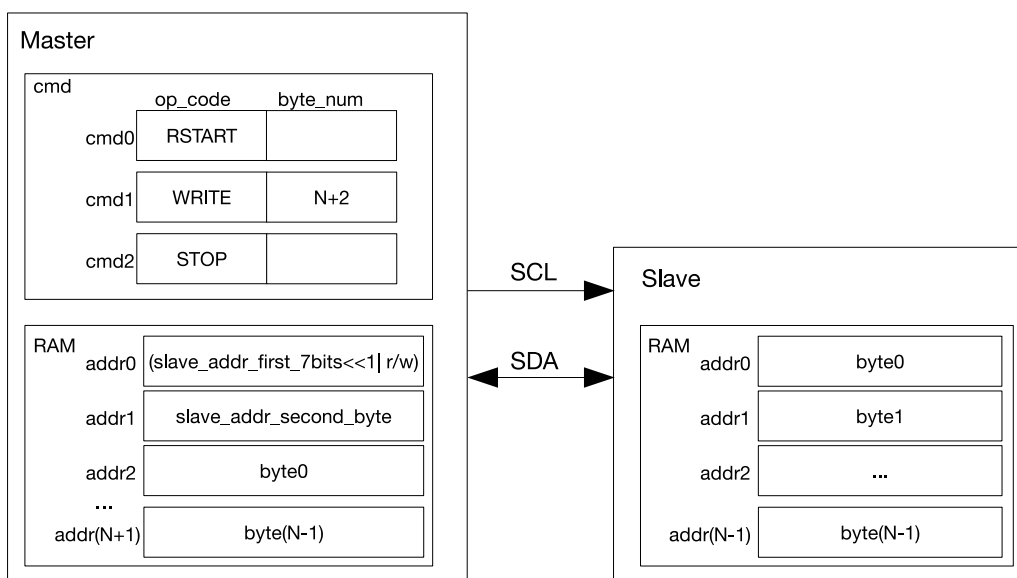 Master
cmd
op_code byte_num
cmd0 RSTART
cmd1 WRITE N+2
cmd2 STOP
RAM
addr0 (slave_addr_first_7bits<<1| r/w)
addr1 slave_addr_second_byte
addr2 byte0
...
addr(N+1) byte(N-1)
SCL
SDA
Slave
RAM
addr0 byte0
addr1 byte1
addr2 ...
addr(N-1) byte(N-1)